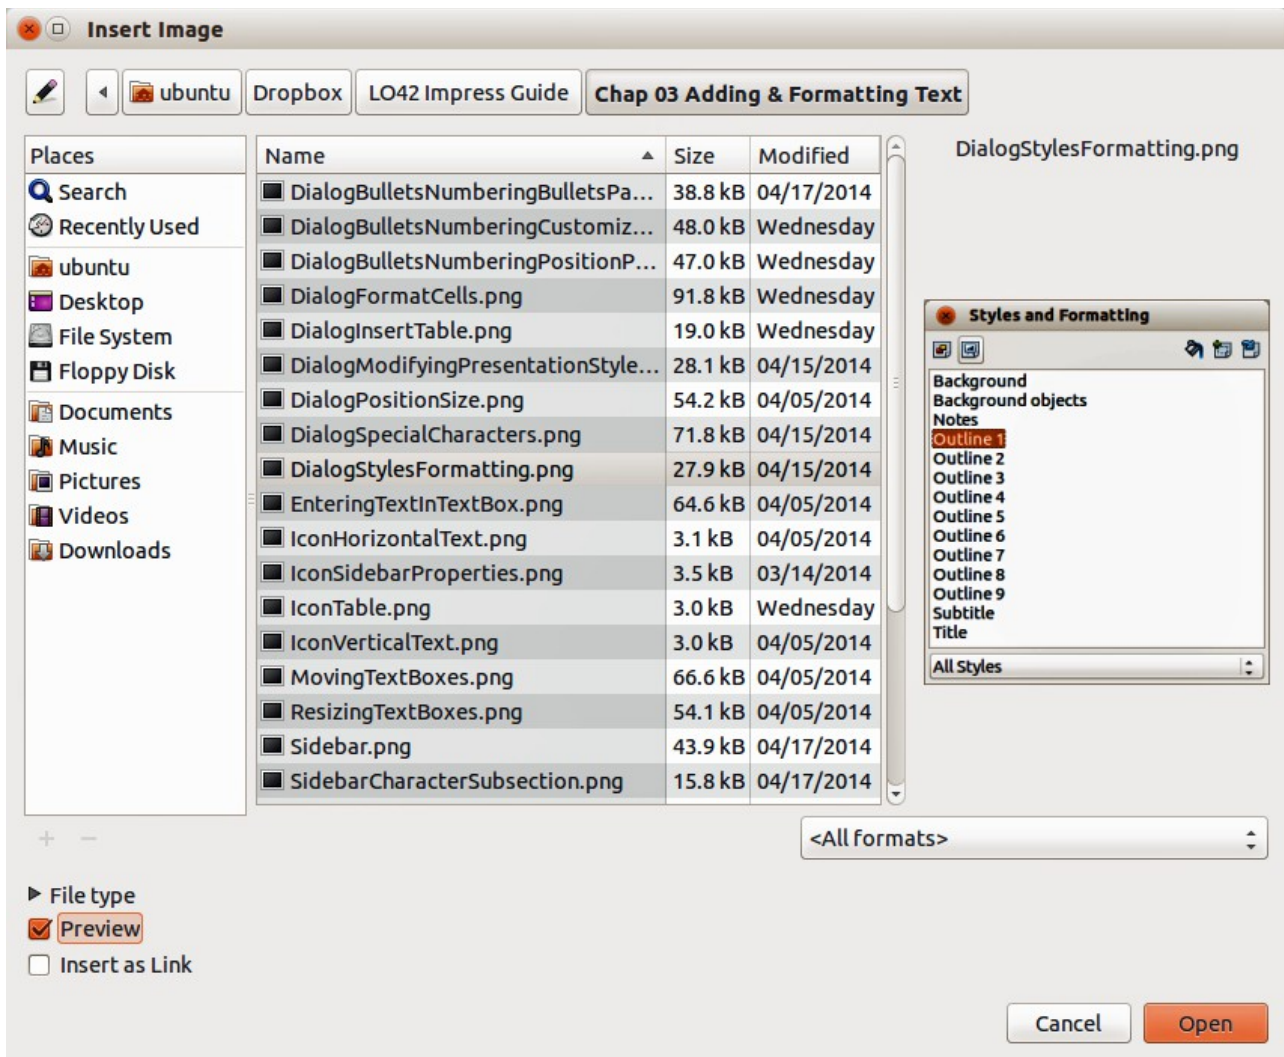 Insert Image
ubuntu Dropbox LO42 Impress Guide Chap 03 Adding & Formatting Text
Places
Search
Recently Used
ubuntu
Desktop
File System
Floppy Disk
Documents
Music
Pictures
Videos
Downloads
Name Size Modified
DialogBulletsNumberingBulletsPa... 38.8 kB 04/17/2014
DialogBulletsNumberingCustomiz... 48.0 kB Wednesday
DialogBulletsNumberingPositionP... 47.0 kB Wednesday
DialogFormatCells.png 91.8 kB Wednesday
DialogInsertTable.png 19.0 kB Wednesday
DialogModifyingPresentationStyle... 28.1 kB 04/15/2014
DialogPositionSize.png 54.2 kB 04/05/2014
DialogSpecialCharacters.png 71.8 kB 04/15/2014
DialogStylesFormatting.png 27.9 kB 04/15/2014
EnteringTextInTextBox.png 64.6 kB 04/05/2014
IconHorizontalText.png 3.1 kB 04/05/2014
IconSidebarProperties.png 3.5 kB 03/14/2014
IconTable.png 3.0 kB Wednesday
IconVerticalText.png 3.0 kB 04/05/2014
MovingTextBoxes.png 66.6 kB 04/05/2014
ResizingTextBoxes.png 54.1 kB 04/05/2014
Sidebar.png 43.9 kB 04/17/2014
SidebarCharacterSubsection.png 15.8 kB 04/17/2014
DialogStylesFormatting.png
Styles and Formatting
Background
Background objects
Notes
Outline 1
Outline 2
Outline 3
Outline 4
Outline 5
Outline 6
Outline 7
Outline 8
Outline 9
Subtitle
Title
All Styles
<All formats>
File type
Preview
Insert as Link
Cancel Open